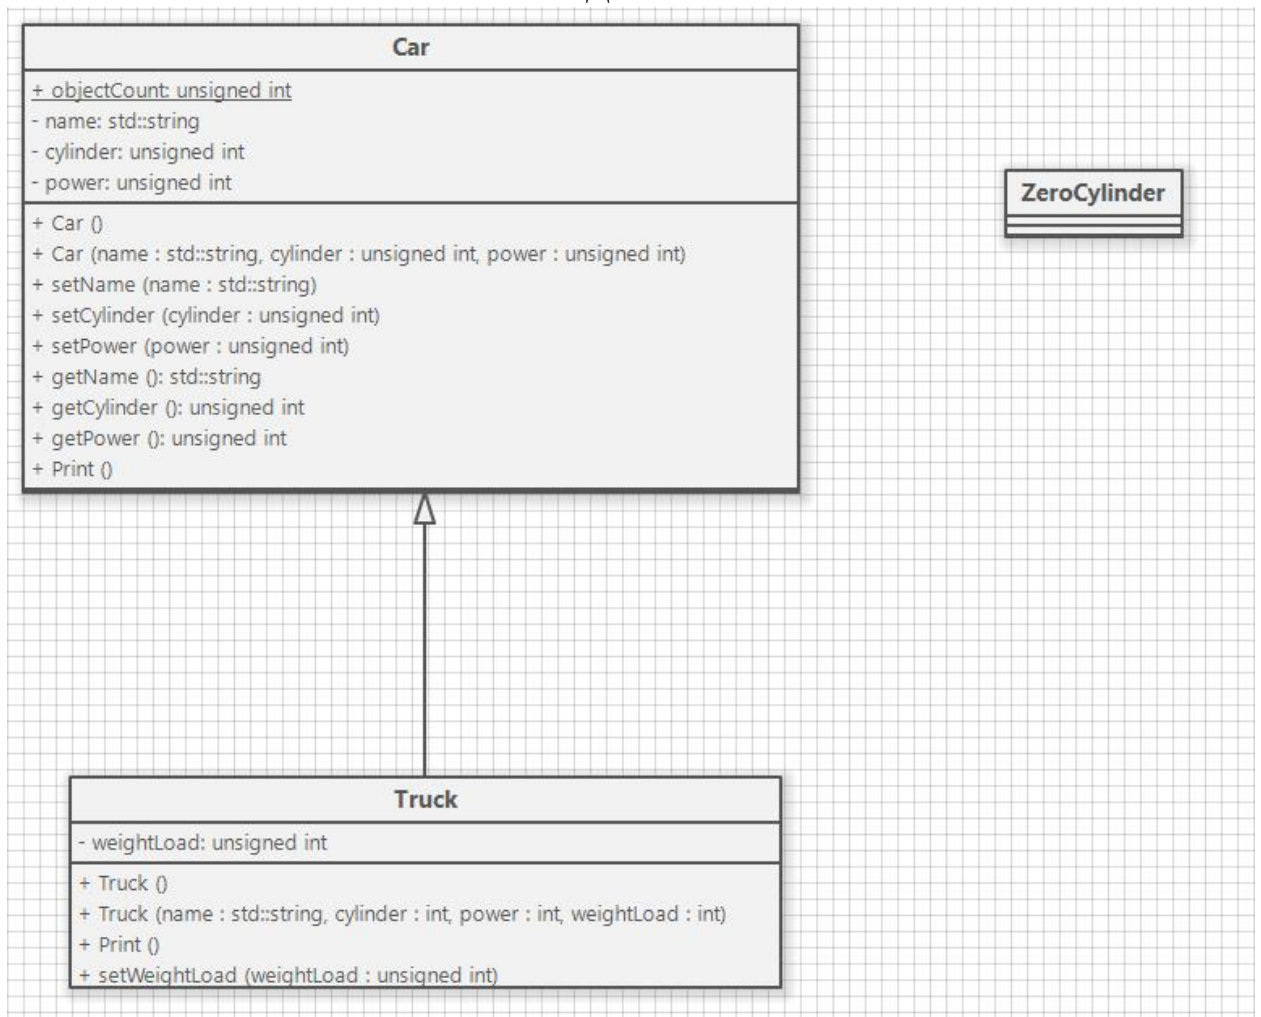 Car
+ objectCount: unsigned int
- name: std::string
- cylinder: unsigned int
- power: unsigned int
+ Car ()
+ Car (name : std::string, cylinder : unsigned int, power : unsigned int)
+ setName (name : std::string)
+ setCylinder (cylinder : unsigned int)
+ setPower (power : unsigned int)
+ getName (): std::string
+ getCylinder (): unsigned int
+ getPower (): unsigned int
+ Print ()
ZeroCylinder
Truck
- weightLoad: unsigned int
+ Truck ()
+ Truck (name : std::string, cylinder : int, power : int, weightLoad : int)
+ Print ()
+ setWeightLoad (weightLoad : unsigned int)